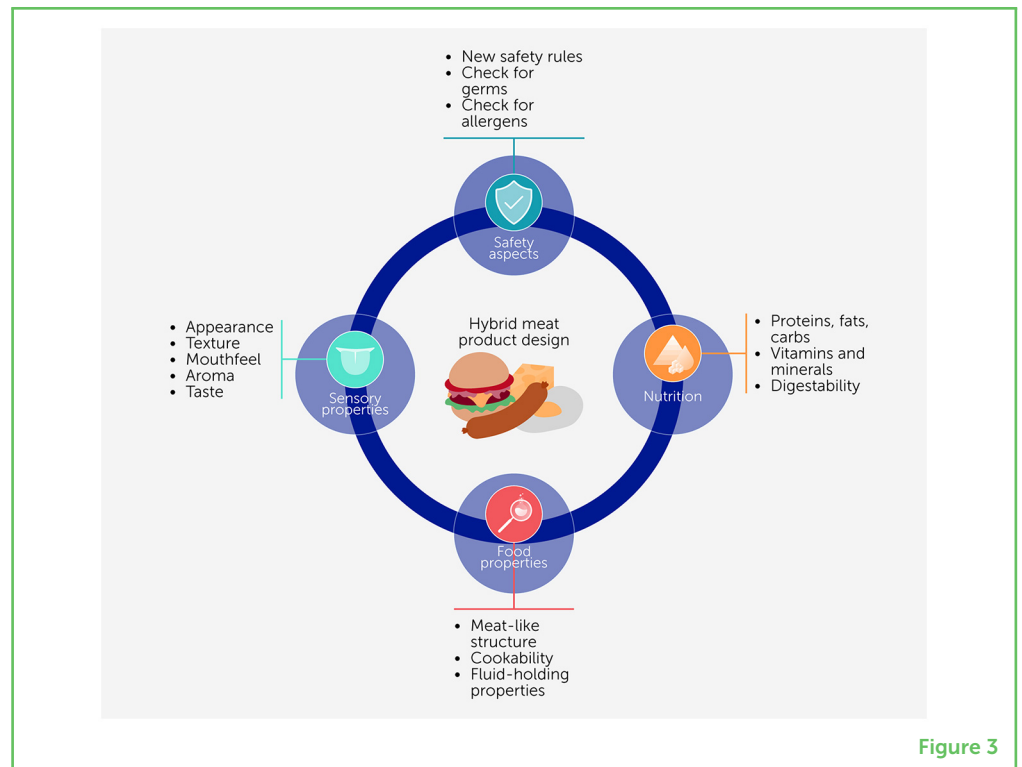 • New safety rules
• Check for
germs
• Check for
allergens
Safety
aspects
• Appearance
• Texture
• Mouthfeel
• Aroma
• Taste
Sensory
properties
Hybrid meat
product design
• Proteins, fats,
carbs
• Vitamins and
minerals
• Digestability
Nutrition
Food
properties
• Meat-like
structure
• Cookability
• Fluid-holding
properties
Figure 3